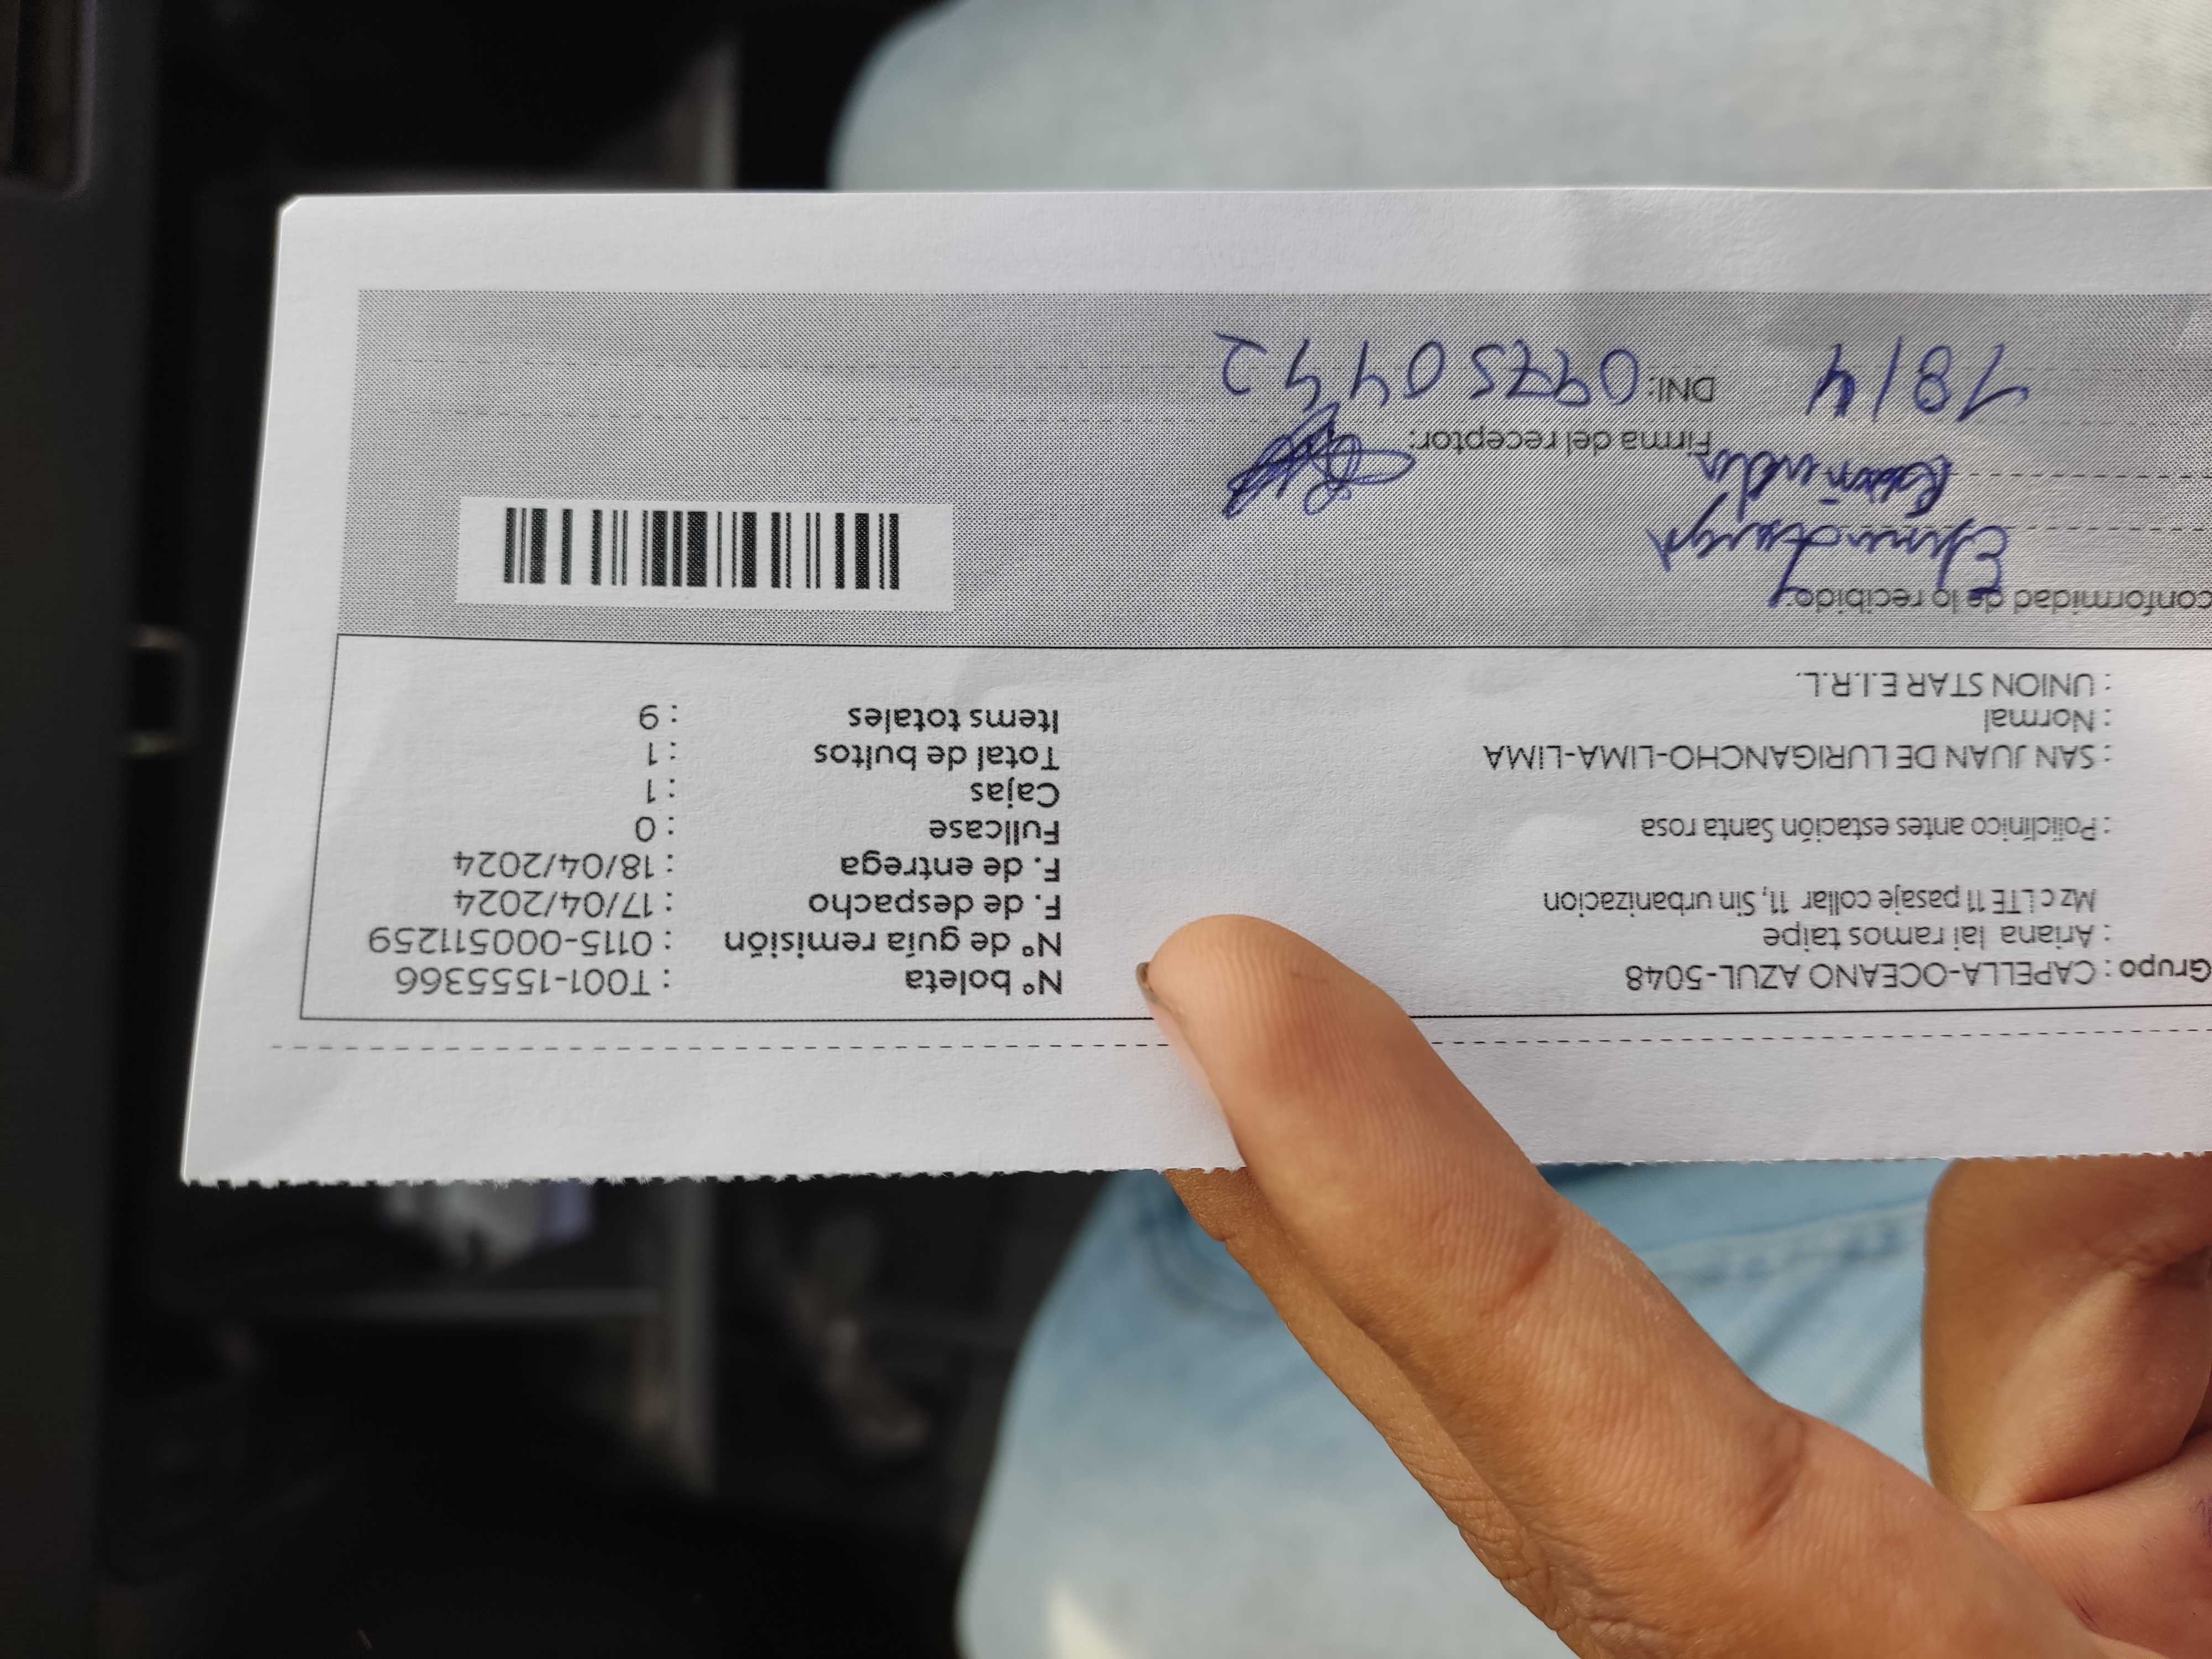 Grupo : CAPELLA-OCEANO AZUL-5048
: Ariana lai ramos taipe
Mz c LTE 11 pasaje collar 11, Sin urbanizacion
: Policlínico antes estación Santa rosa
: SAN JUAN DE LURIGANCHO-LIMA-LIMA
: Normal
: UNION STAR E.I.R.L.
N° boleta : T001-1555366
N° de guía remisión : 0115-000511259
F. de despacho : 17/04/2024
F. de entrega : 18/04/2024
Fullcase : 0
Cajas : 1
Total de bultos : 1
Items totales : 9
conformidad de lo recibido:
Firma del receptor:
18/4
DNI: